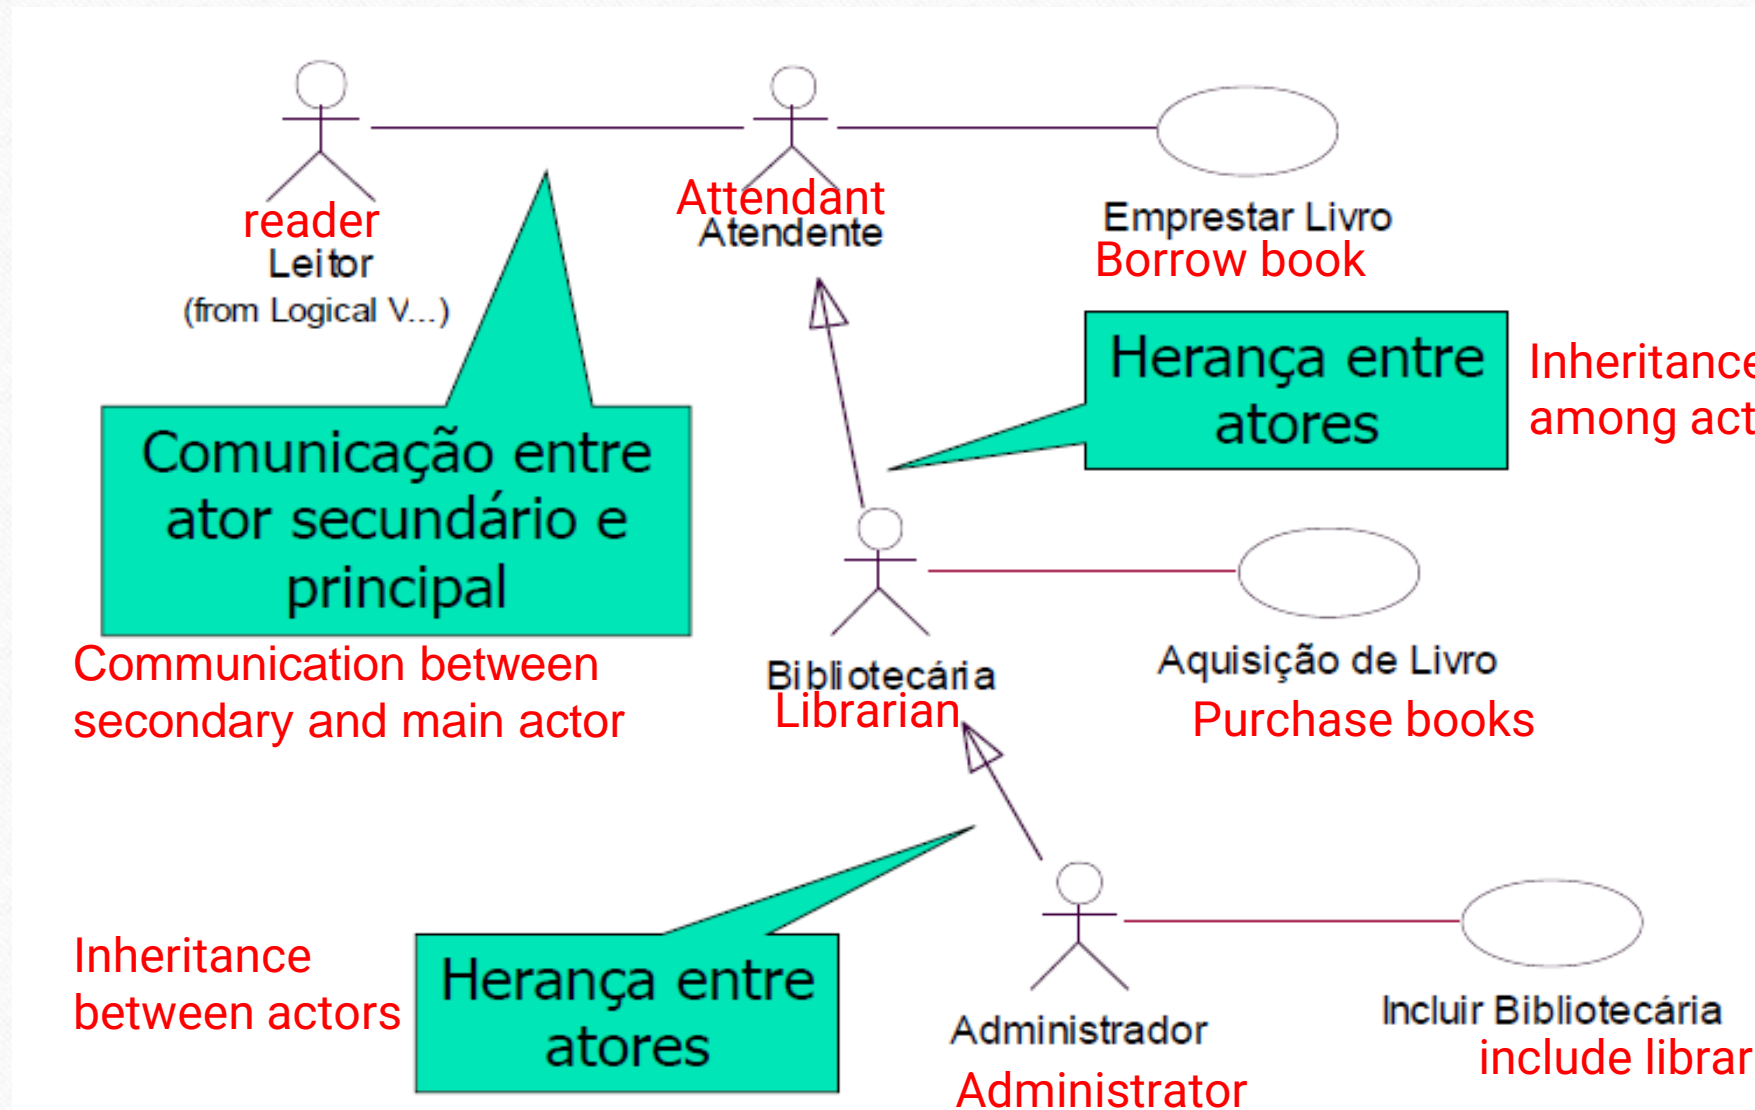 reader
Leitor
(from Logical V...)
Attendant
Atendente
Emprestar Livro
Borrow book
Herança entre
atores
Inheritance
among act
Comunicação entre
ator secundário e
principal
Communication between
secondary and main actor
Bibliotecária
Librarian
Aquisição de Livro
Purchase books
Inheritance
between actors
Herança entre
atores
Administrador
Administrator
Incluir Bibliotecária
include librar